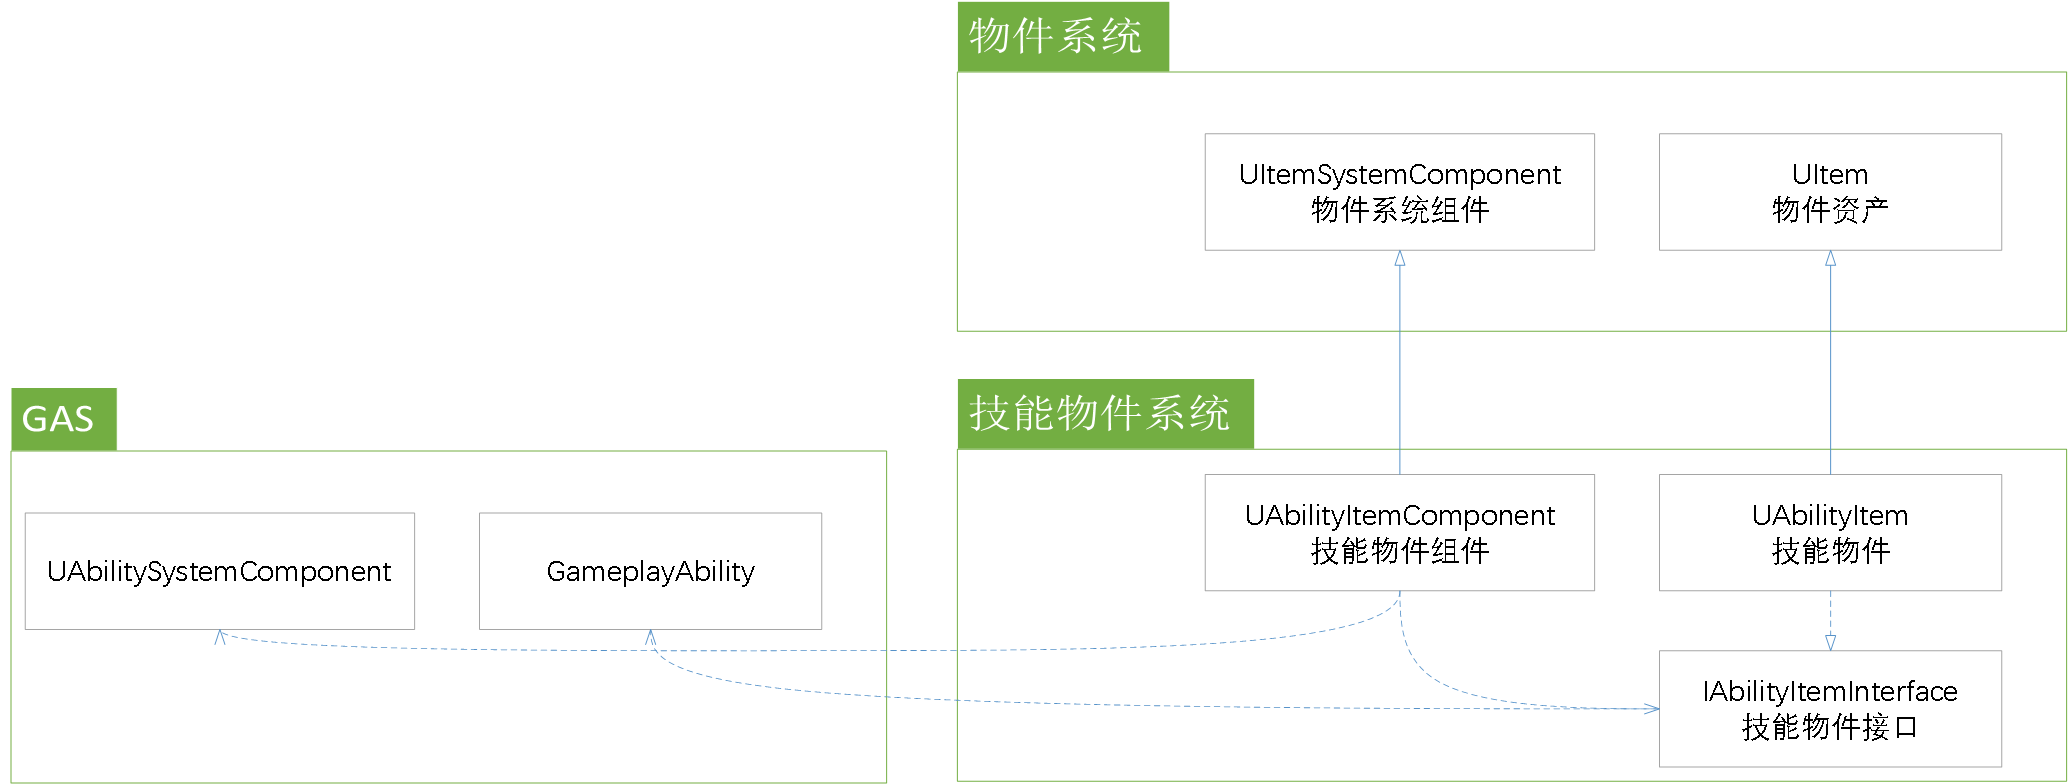 物件系统
UItemSystemComponent
物件系统组件
UItem
物件资产
GAS
UAbilitySystemComponent
GameplayAbility
技能物件系统
UAbilityItemComponent
技能物件组件
UAbilityItem
技能物件
IAbilityItemInterface
技能物件接口